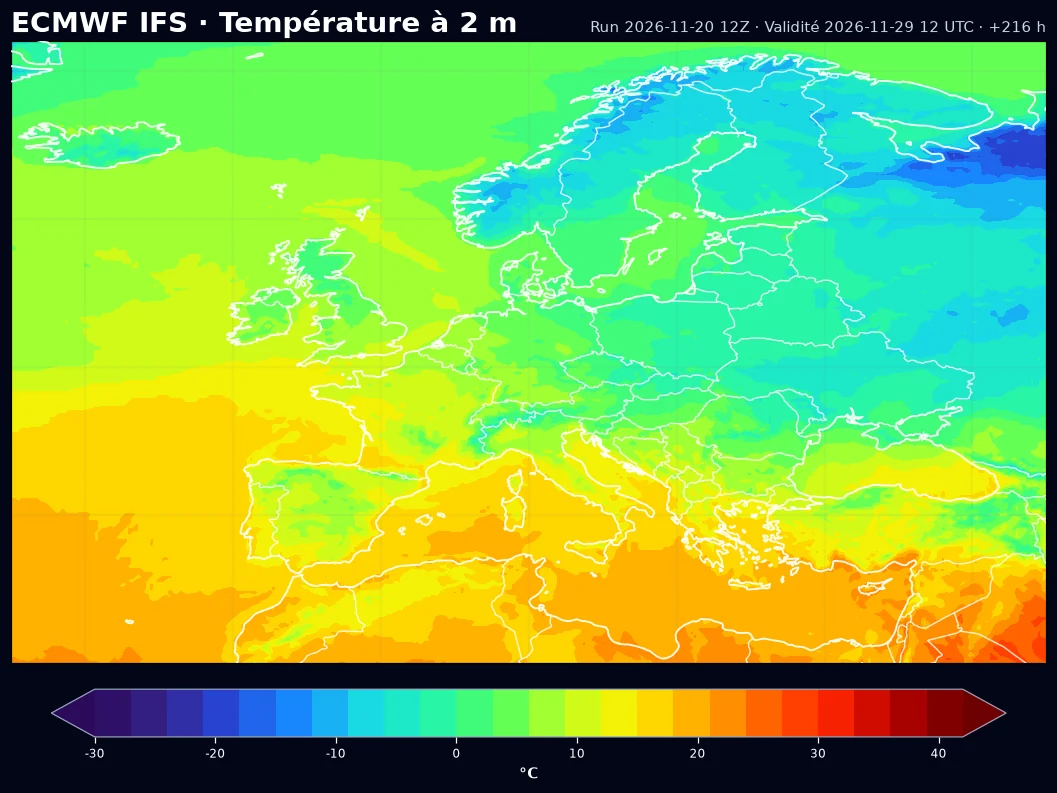 ECMWF IFS · Température à 2 m
Run 2026-11-20 12Z · Validité 2026-11-29 12 UTC · +216 h
-30 -20 -10 0 10 20 30 40
°C